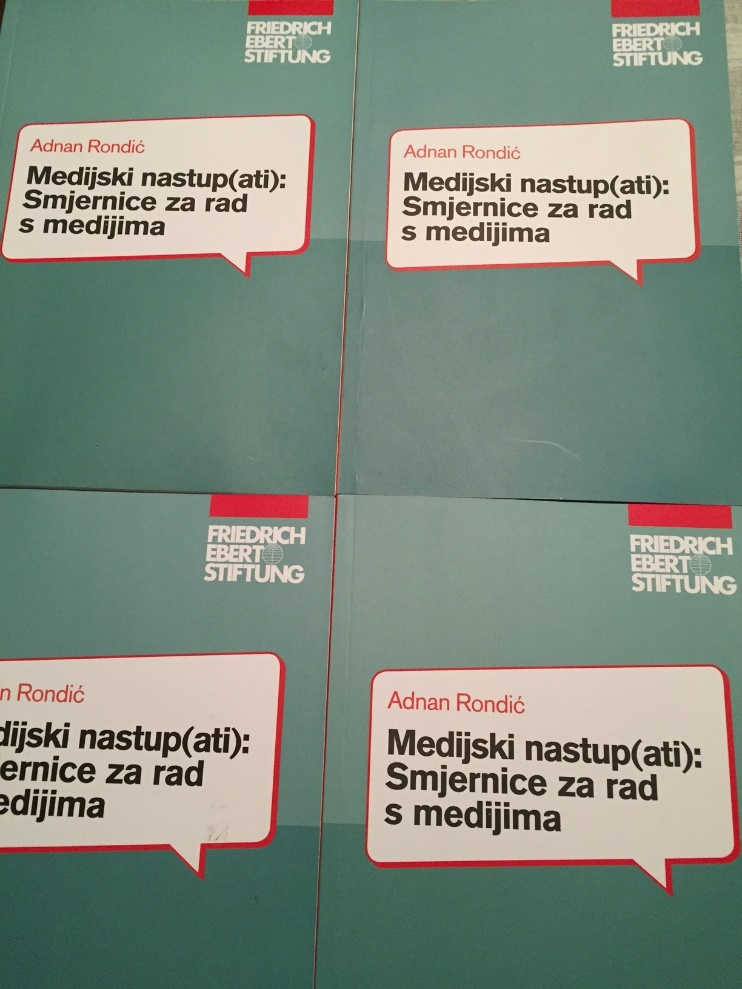 FRIEDRICH
EBERT
STIFTUNG
Adnan Rondić
Medijski nastup(ati):
Smjernice za rad
s medijima
FRIEDRICH
EBERT
STIFTUNG
Adnan Rondić
Medijski nastup(ati):
Smjernice za rad
s medijima
FRIEDRICH
EBERT
STIFTUNG
n Rondić
dijski nastup(ati):
ernice za rad
edijima
FRIEDRICH
EBERT
STIFTUNG
Adnan Rondić
Medijski nastup(ati):
Smjernice za rad
s medijima